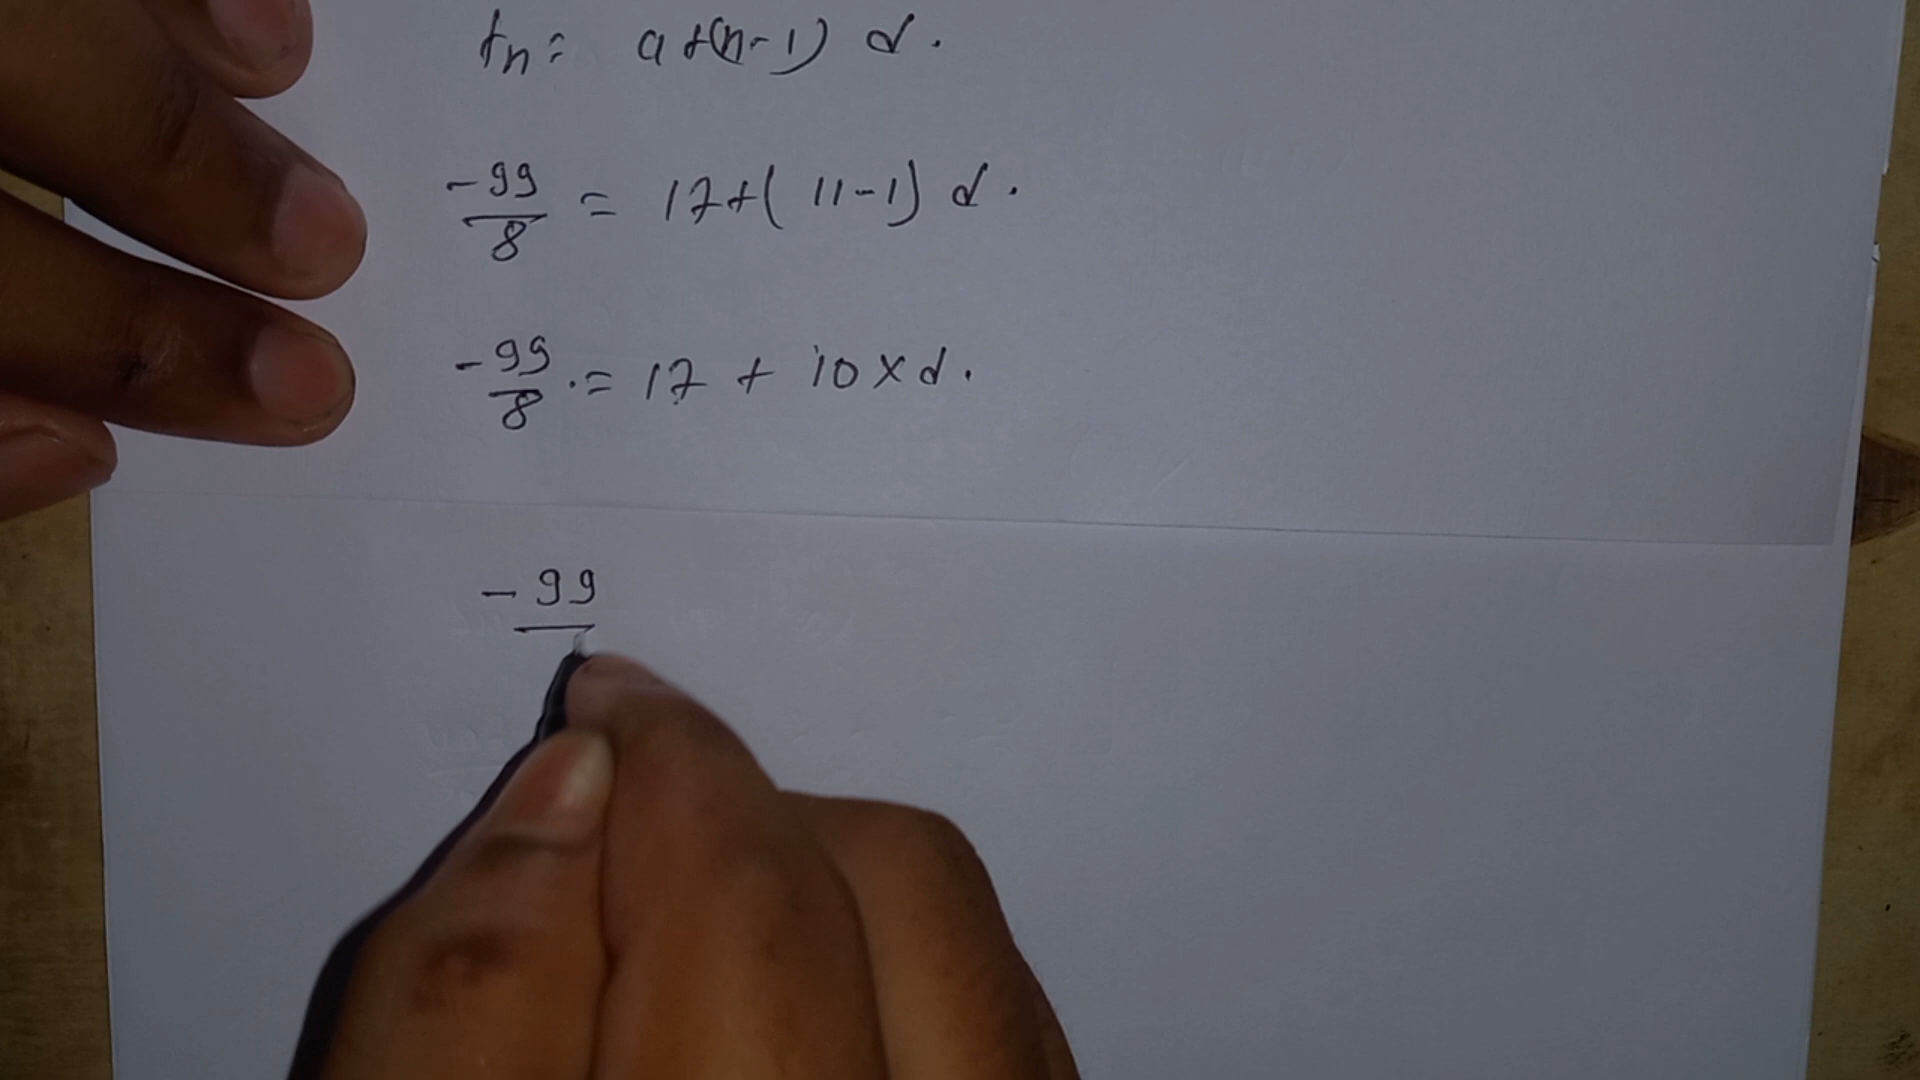 tn = a+(n-1) d.
-99/8 = 17+( 11-1) d.
-99/8 .= 17 + 10 x d.
-99